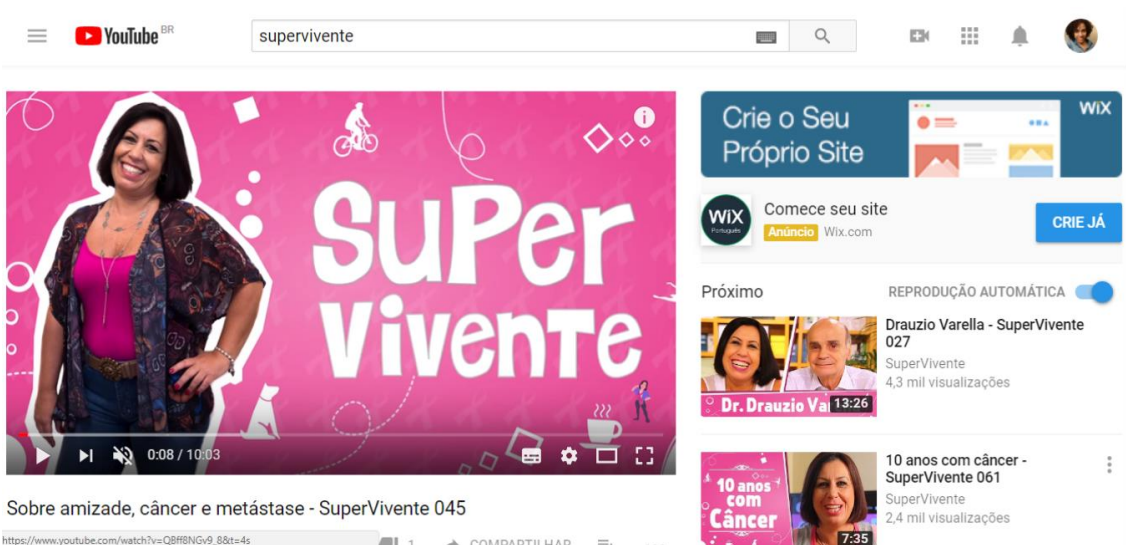 YouTube BR
supervivente
SuPer
ViVenTe
0:08 / 10:03
Sobre amizade, câncer e metástase - SuperVivente 045
https://www.youtube.com/watch?v=Q8ff8NGv9_8&t=4s
1
COMPARTILHAR
Crie o Seu
Próprio Site
WiX
WiX
Português
Comece seu site
Anúncio Wix.com
CRIE JÁ
Próximo
REPRODUÇÃO AUTOMÁTICA
Dr. Drauzio Va
13:26
Drauzio Varella - SuperVivente
027
SuperVivente
4,3 mil visualizações
10 anos
com
Câncer
7:35
10 anos com câncer -
SuperVivente 061
SuperVivente
2,4 mil visualizações